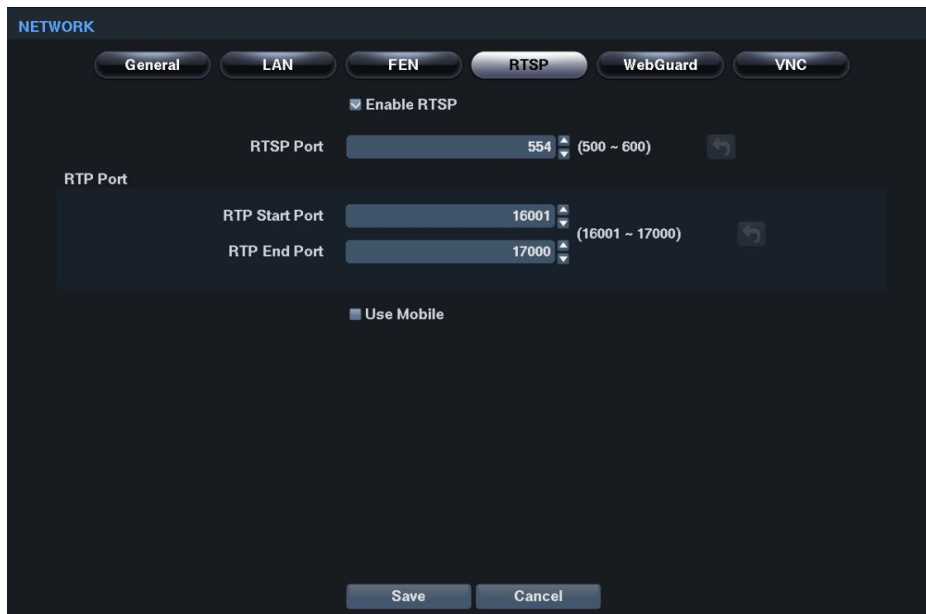 NETWORK
General LAN FEN RTSP WebGuard VNC
Enable RTSP
RTSP Port 554 (500 ~ 600)
RTP Port
RTP Start Port 16001
(16001 ~ 17000)
RTP End Port 17000
Use Mobile
Save Cancel